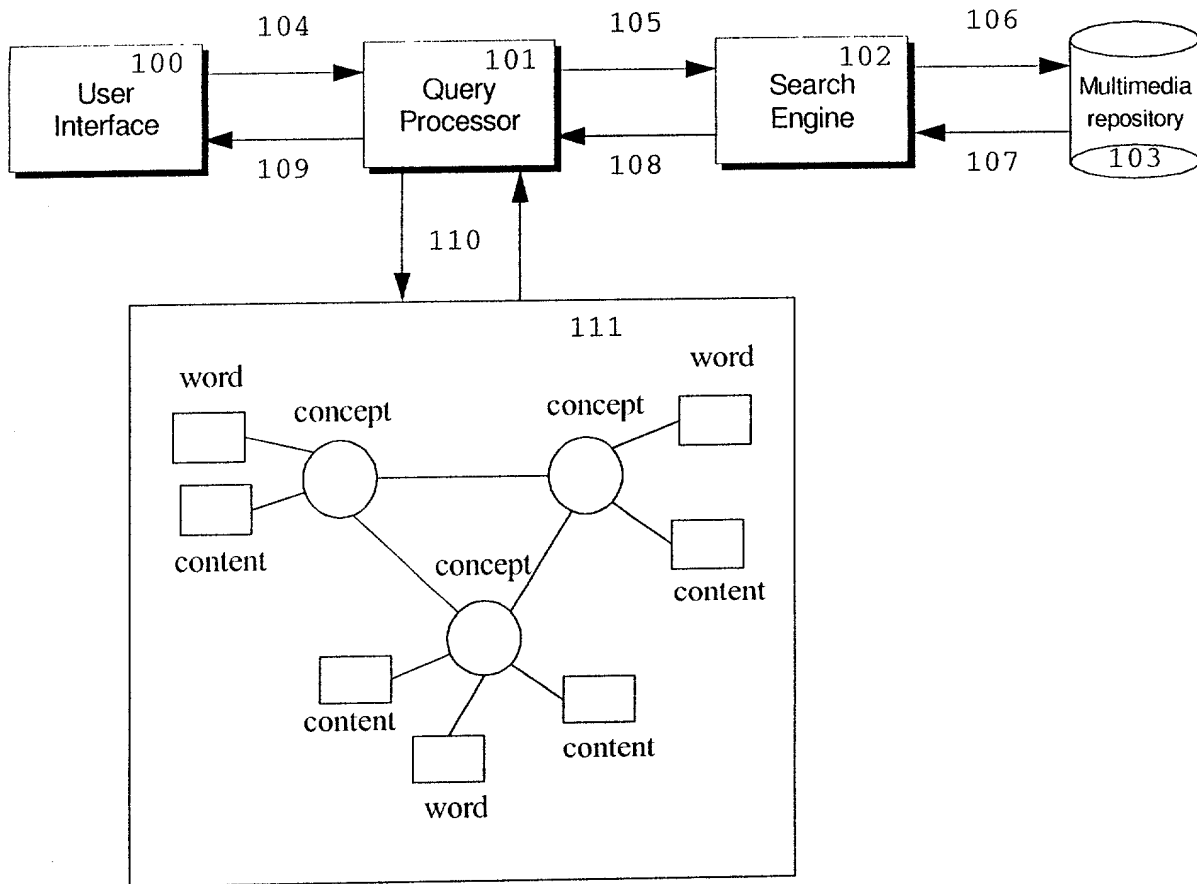 104
105
106
100
User
Interface
101
Query
Processor
102
Search
Engine
Multimedia
repository
103
109
108
107
110
111
word
word
concept
concept
content
concept
content
content
content
word